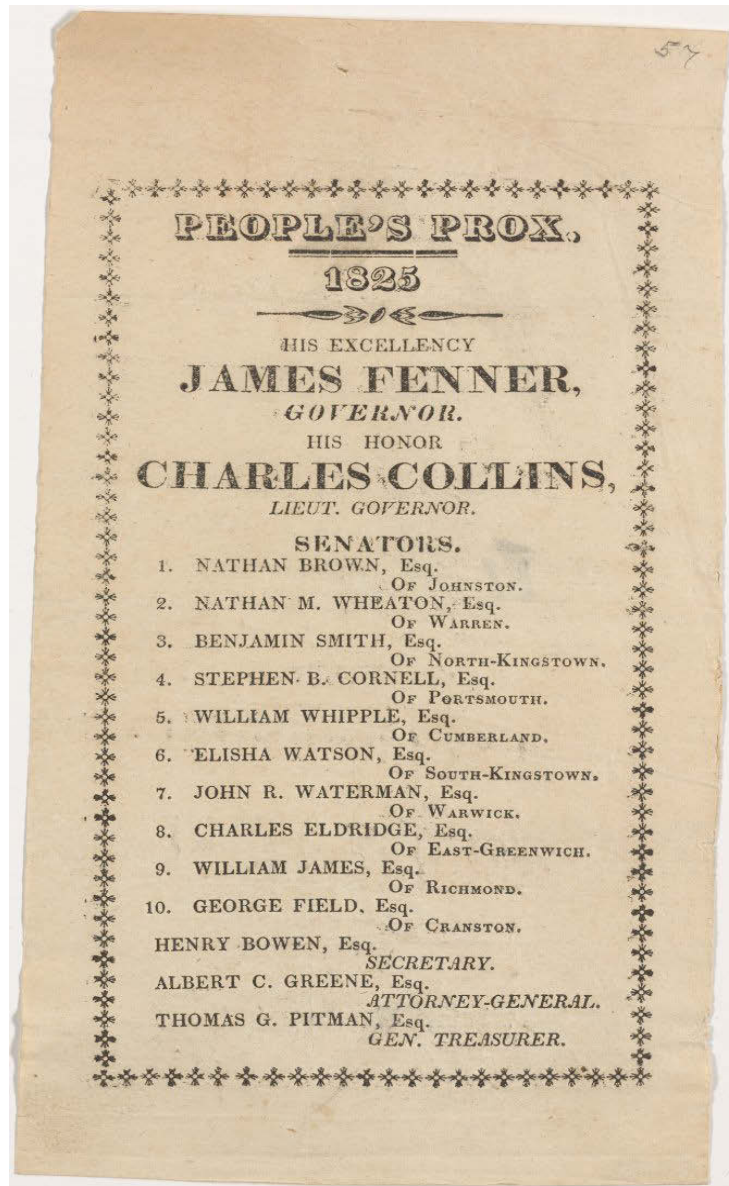 57
PEOPLE'S PROX,
1825
HIS EXCELLENCY
JAMES FENNER,
GOVERNOR.
HIS HONOR
CHARLES COLLINS,
LIEUT. GOVERNOR.
SENATORS.
1. NATHAN BROWN, Esq.
OF JOHNSTON.
2. NATHAN M. WHEATON, Esq.
OF WARREN.
3. BENJAMIN SMITH, Esq.
OF NORTH-KINGSTOWN.
4. STEPHEN B. CORNELL, Esq.
OF PORTSMOUTH.
5. WILLIAM WHIPPLE, Esq.
OF CUMBERLAND.
6. ELISHA WATSON, Esq.
OF SOUTH-KINGSTOWN.
7. JOHN R. WATERMAN, Esq.
OF WARWICK.
8. CHARLES ELDRIDGE, Esq.
OF EAST-GREENWICH.
9. WILLIAM JAMES, Esq.
OF RICHMOND.
10. GEORGE FIELD, Esq.
OF CRANSTON.
HENRY BOWEN, Esq.
SECRETARY.
ALBERT C. GREENE, Esq.
ATTORNEY-GENERAL.
THOMAS G. PITMAN, Esq.
GEN. TREASURER.